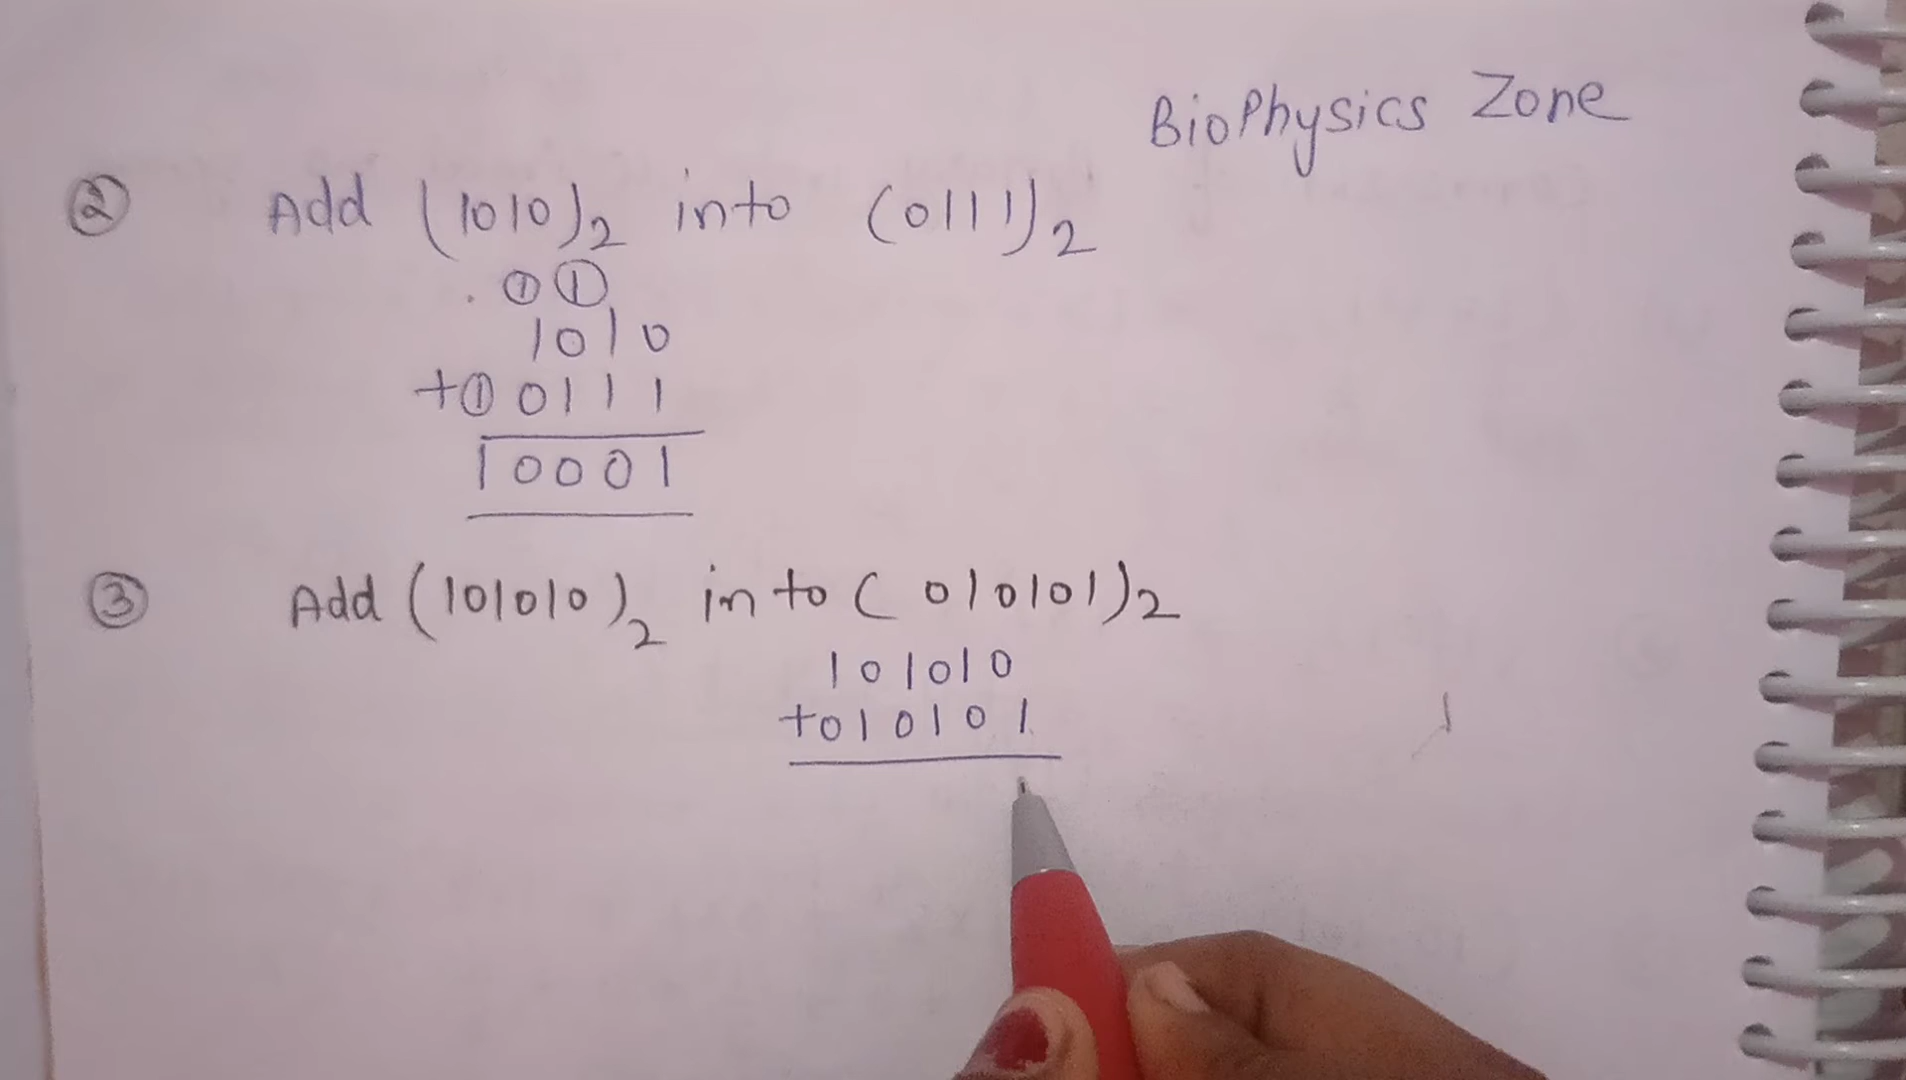 BioPhysics Zone
② Add (1010)₂ into (0111)₂
① ①
1010
+① 0111
10001
③ Add (101010)₂ into (010101)₂
101010
+010101